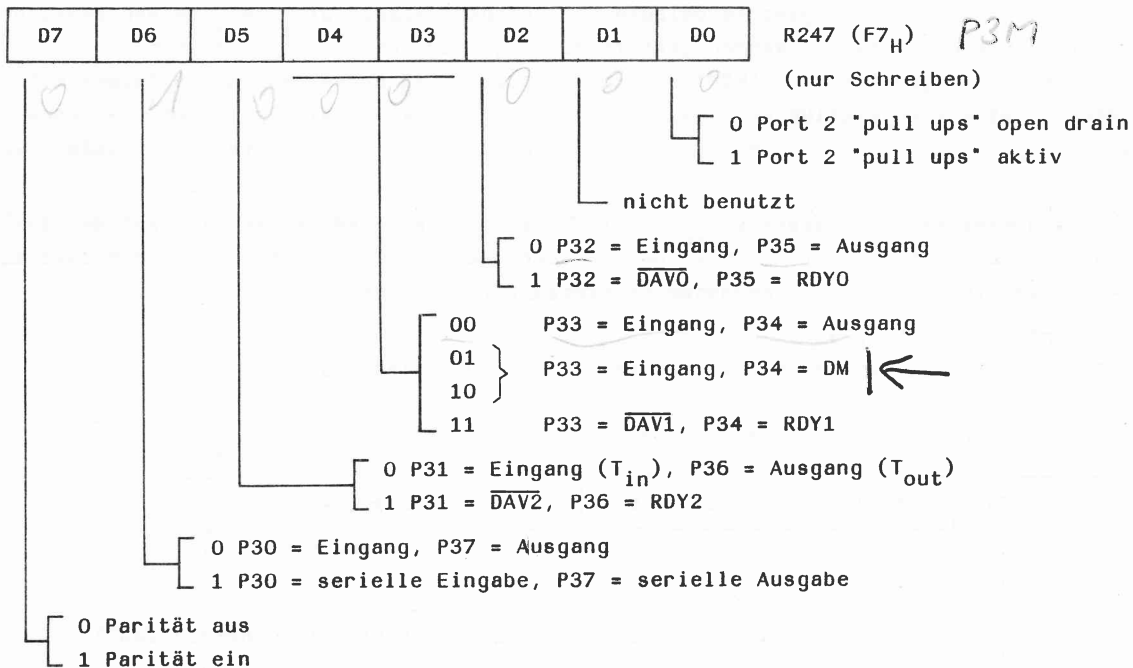 D7 D6 D5 D4 D3 D2 D1 D0 R247 (F7H) P3M
(nur Schreiben)
0 1 0 0 0 0 0 0
0 Port 2 "pull ups" open drain
1 Port 2 "pull ups" aktiv
nicht benutzt
0 P32 = Eingang, P35 = Ausgang
1 P32 = D̅A̅V̅0̅, P35 = RDY0
00 P33 = Eingang, P34 = Ausgang
01
P33 = Eingang, P34 = DM
10
11 P33 = D̅A̅V̅1̅, P34 = RDY1
0 P31 = Eingang (Tin), P36 = Ausgang (Tout)
1 P31 = D̅A̅V̅2̅, P36 = RDY2
0 P30 = Eingang, P37 = Ausgang
1 P30 = serielle Eingabe, P37 = serielle Ausgabe
0 Parität aus
1 Parität ein